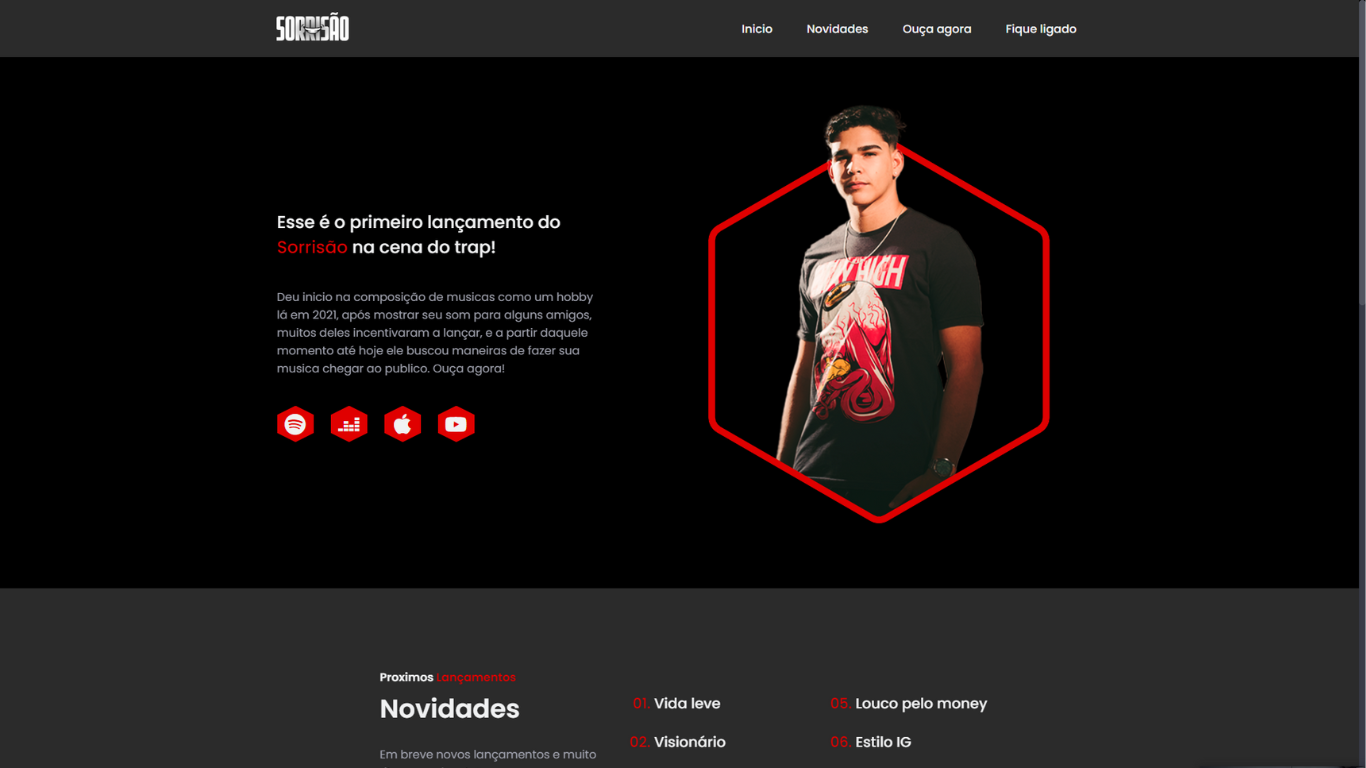 SORRISÃO
Inicio
Novidades
Ouça agora
Fique ligado
Esse é o primeiro lançamento do
Sorrisão na cena do trap!
Deu inicio na composição de musicas como um hobby
lá em 2021, após mostrar seu som para alguns amigos,
muitos deles incentivaram a lançar, e a partir daquele
momento até hoje ele buscou maneiras de fazer sua
musica chegar ao publico. Ouça agora!
HIGH
Proximos Lançamentos
Novidades
Em breve novos lançamentos e muito
01. Vida leve
02. Visionário
05. Louco pelo money
06. Estilo IG